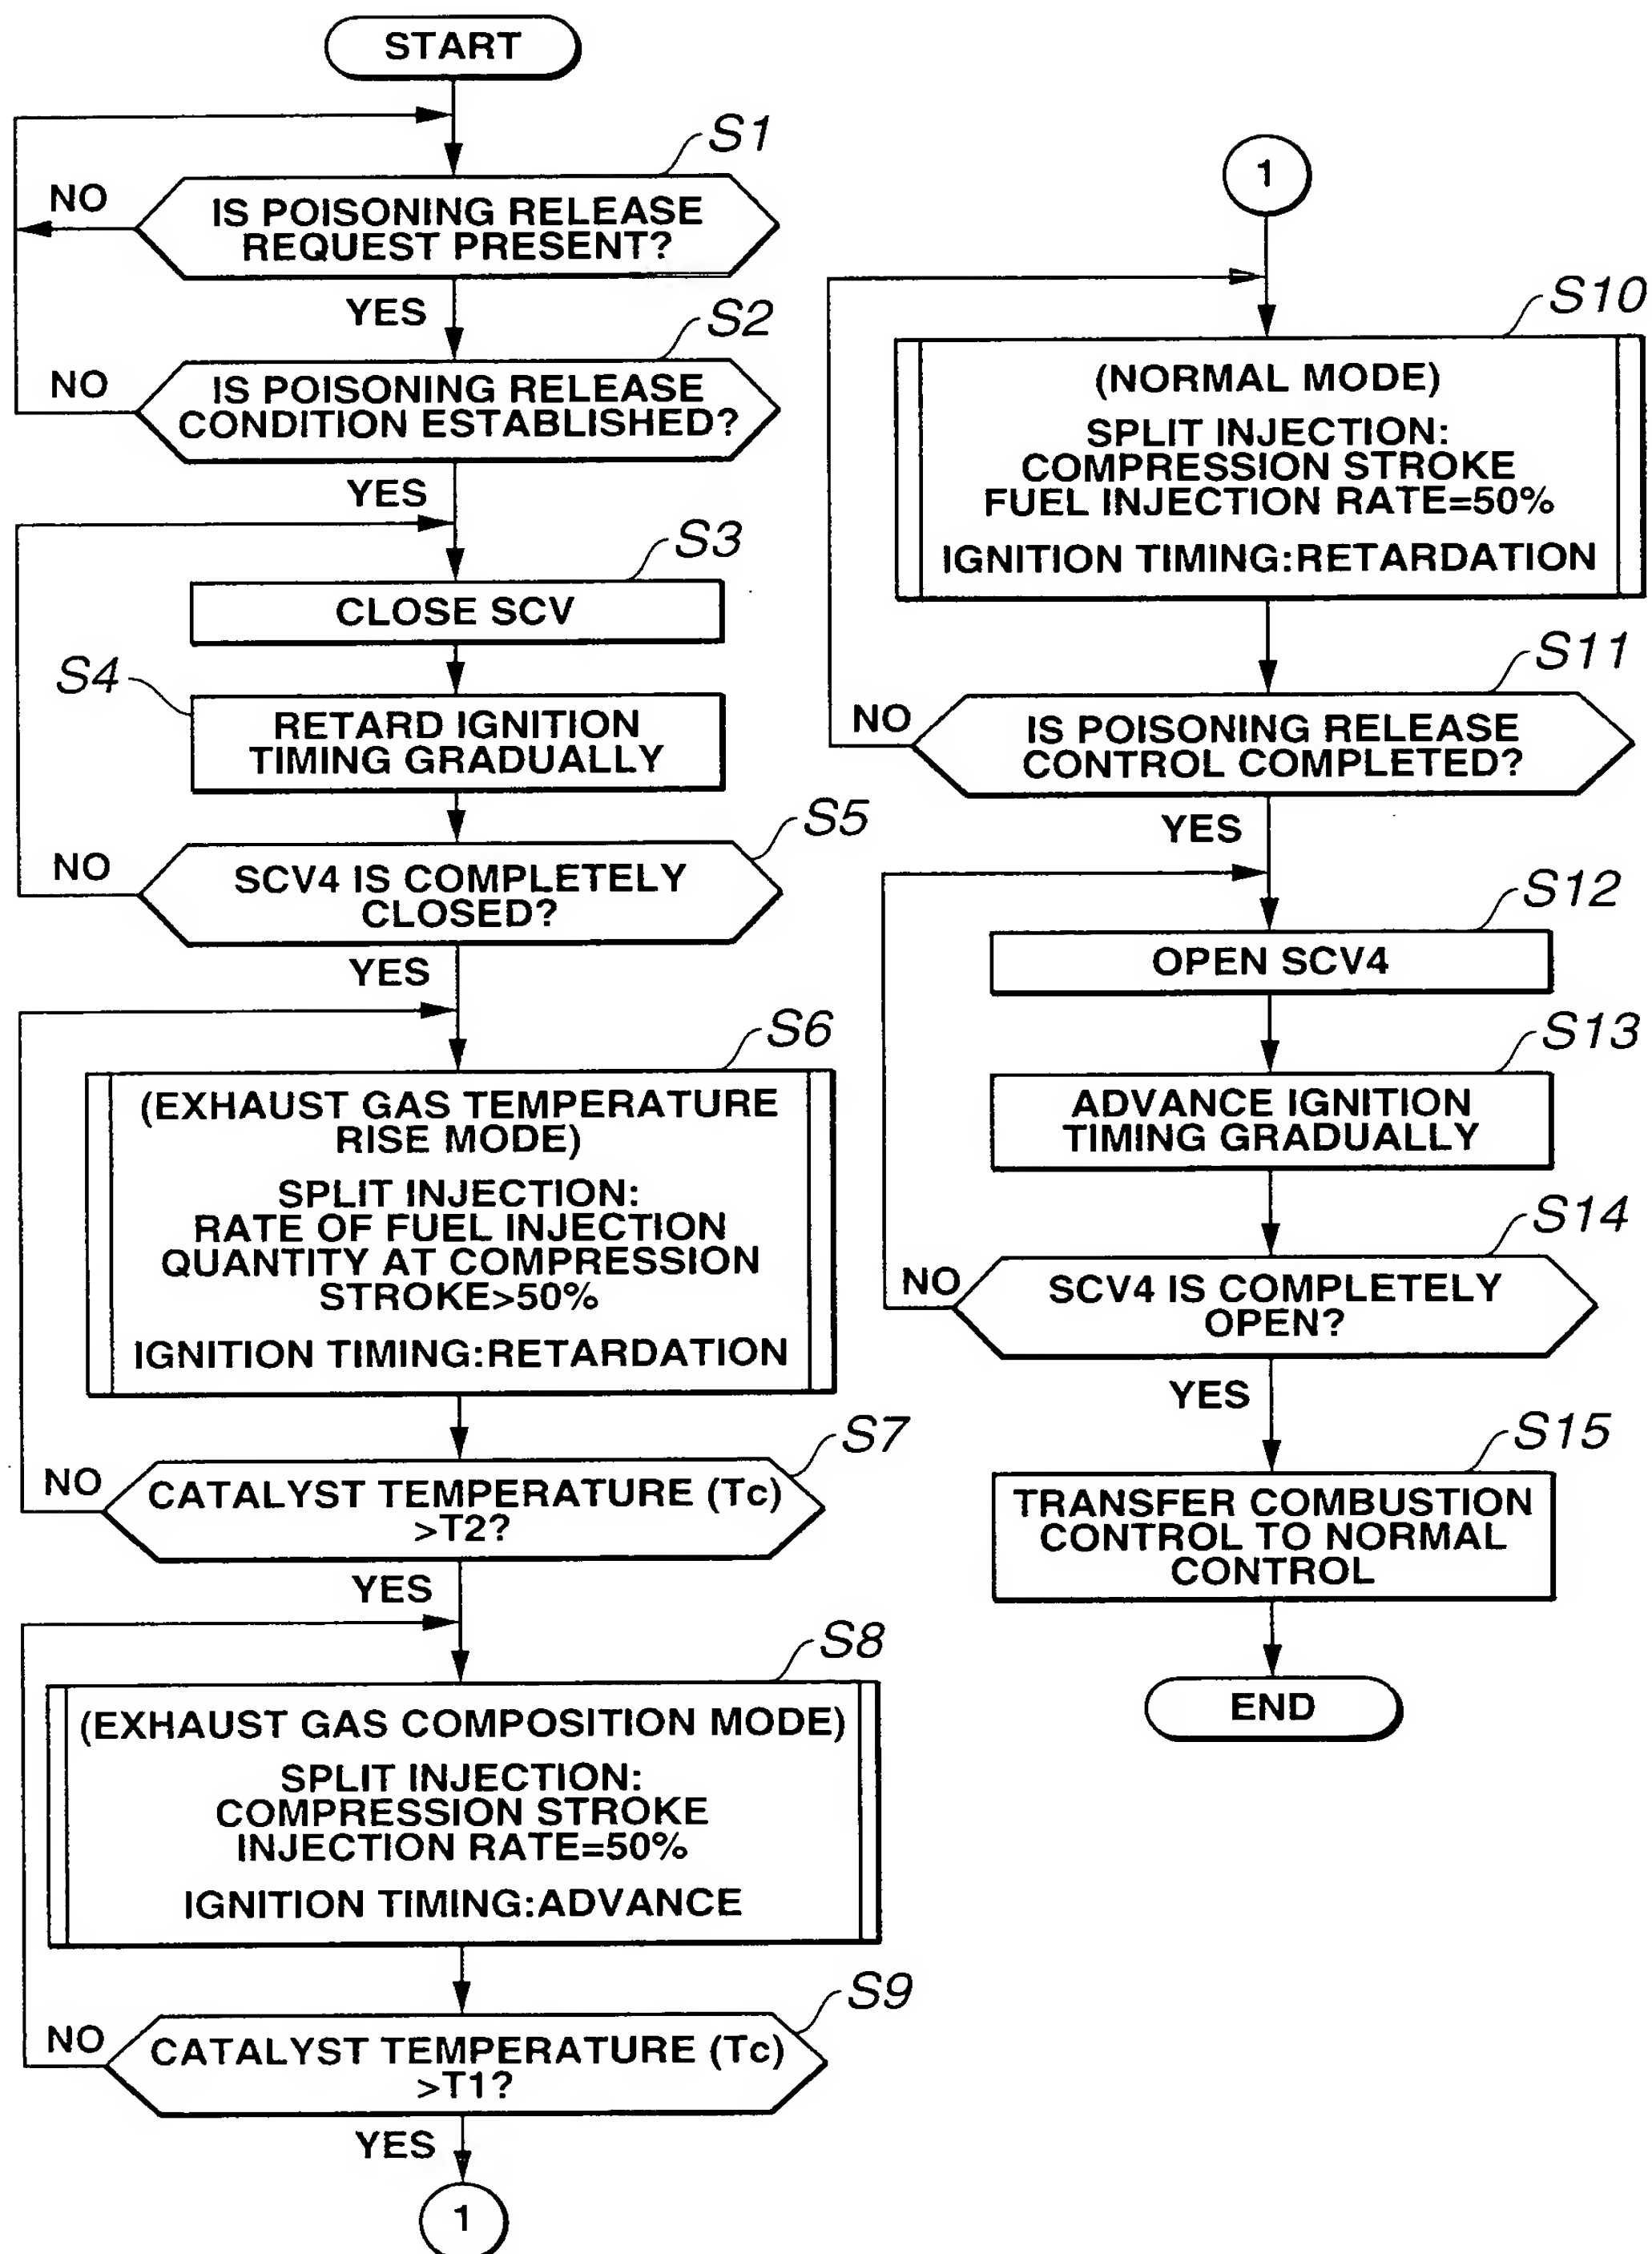 START
S1
NO
IS POISONING RELEASE
REQUEST PRESENT?
YES
S2
NO
IS POISONING RELEASE
CONDITION ESTABLISHED?
YES
S3
CLOSE SCV
S4
RETARD IGNITION
TIMING GRADUALLY
S5
NO
SCV4 IS COMPLETELY
CLOSED?
YES
S6
(EXHAUST GAS TEMPERATURE
RISE MODE)
SPLIT INJECTION:
RATE OF FUEL INJECTION
QUANTITY AT COMPRESSION
STROKE>50%
IGNITION TIMING:RETARDATION
S7
NO
CATALYST TEMPERATURE (Tc)
>T2?
YES
S8
(EXHAUST GAS COMPOSITION MODE)
SPLIT INJECTION:
COMPRESSION STROKE
INJECTION RATE=50%
IGNITION TIMING:ADVANCE
S9
NO
CATALYST TEMPERATURE (Tc)
>T1?
YES
1
1
S10
(NORMAL MODE)
SPLIT INJECTION:
COMPRESSION STROKE
FUEL INJECTION RATE=50%
IGNITION TIMING:RETARDATION
S11
NO
IS POISONING RELEASE
CONTROL COMPLETED?
YES
S12
OPEN SCV4
S13
ADVANCE IGNITION
TIMING GRADUALLY
S14
NO
SCV4 IS COMPLETELY
OPEN?
YES
S15
TRANSFER COMBUSTION
CONTROL TO NORMAL
CONTROL
END